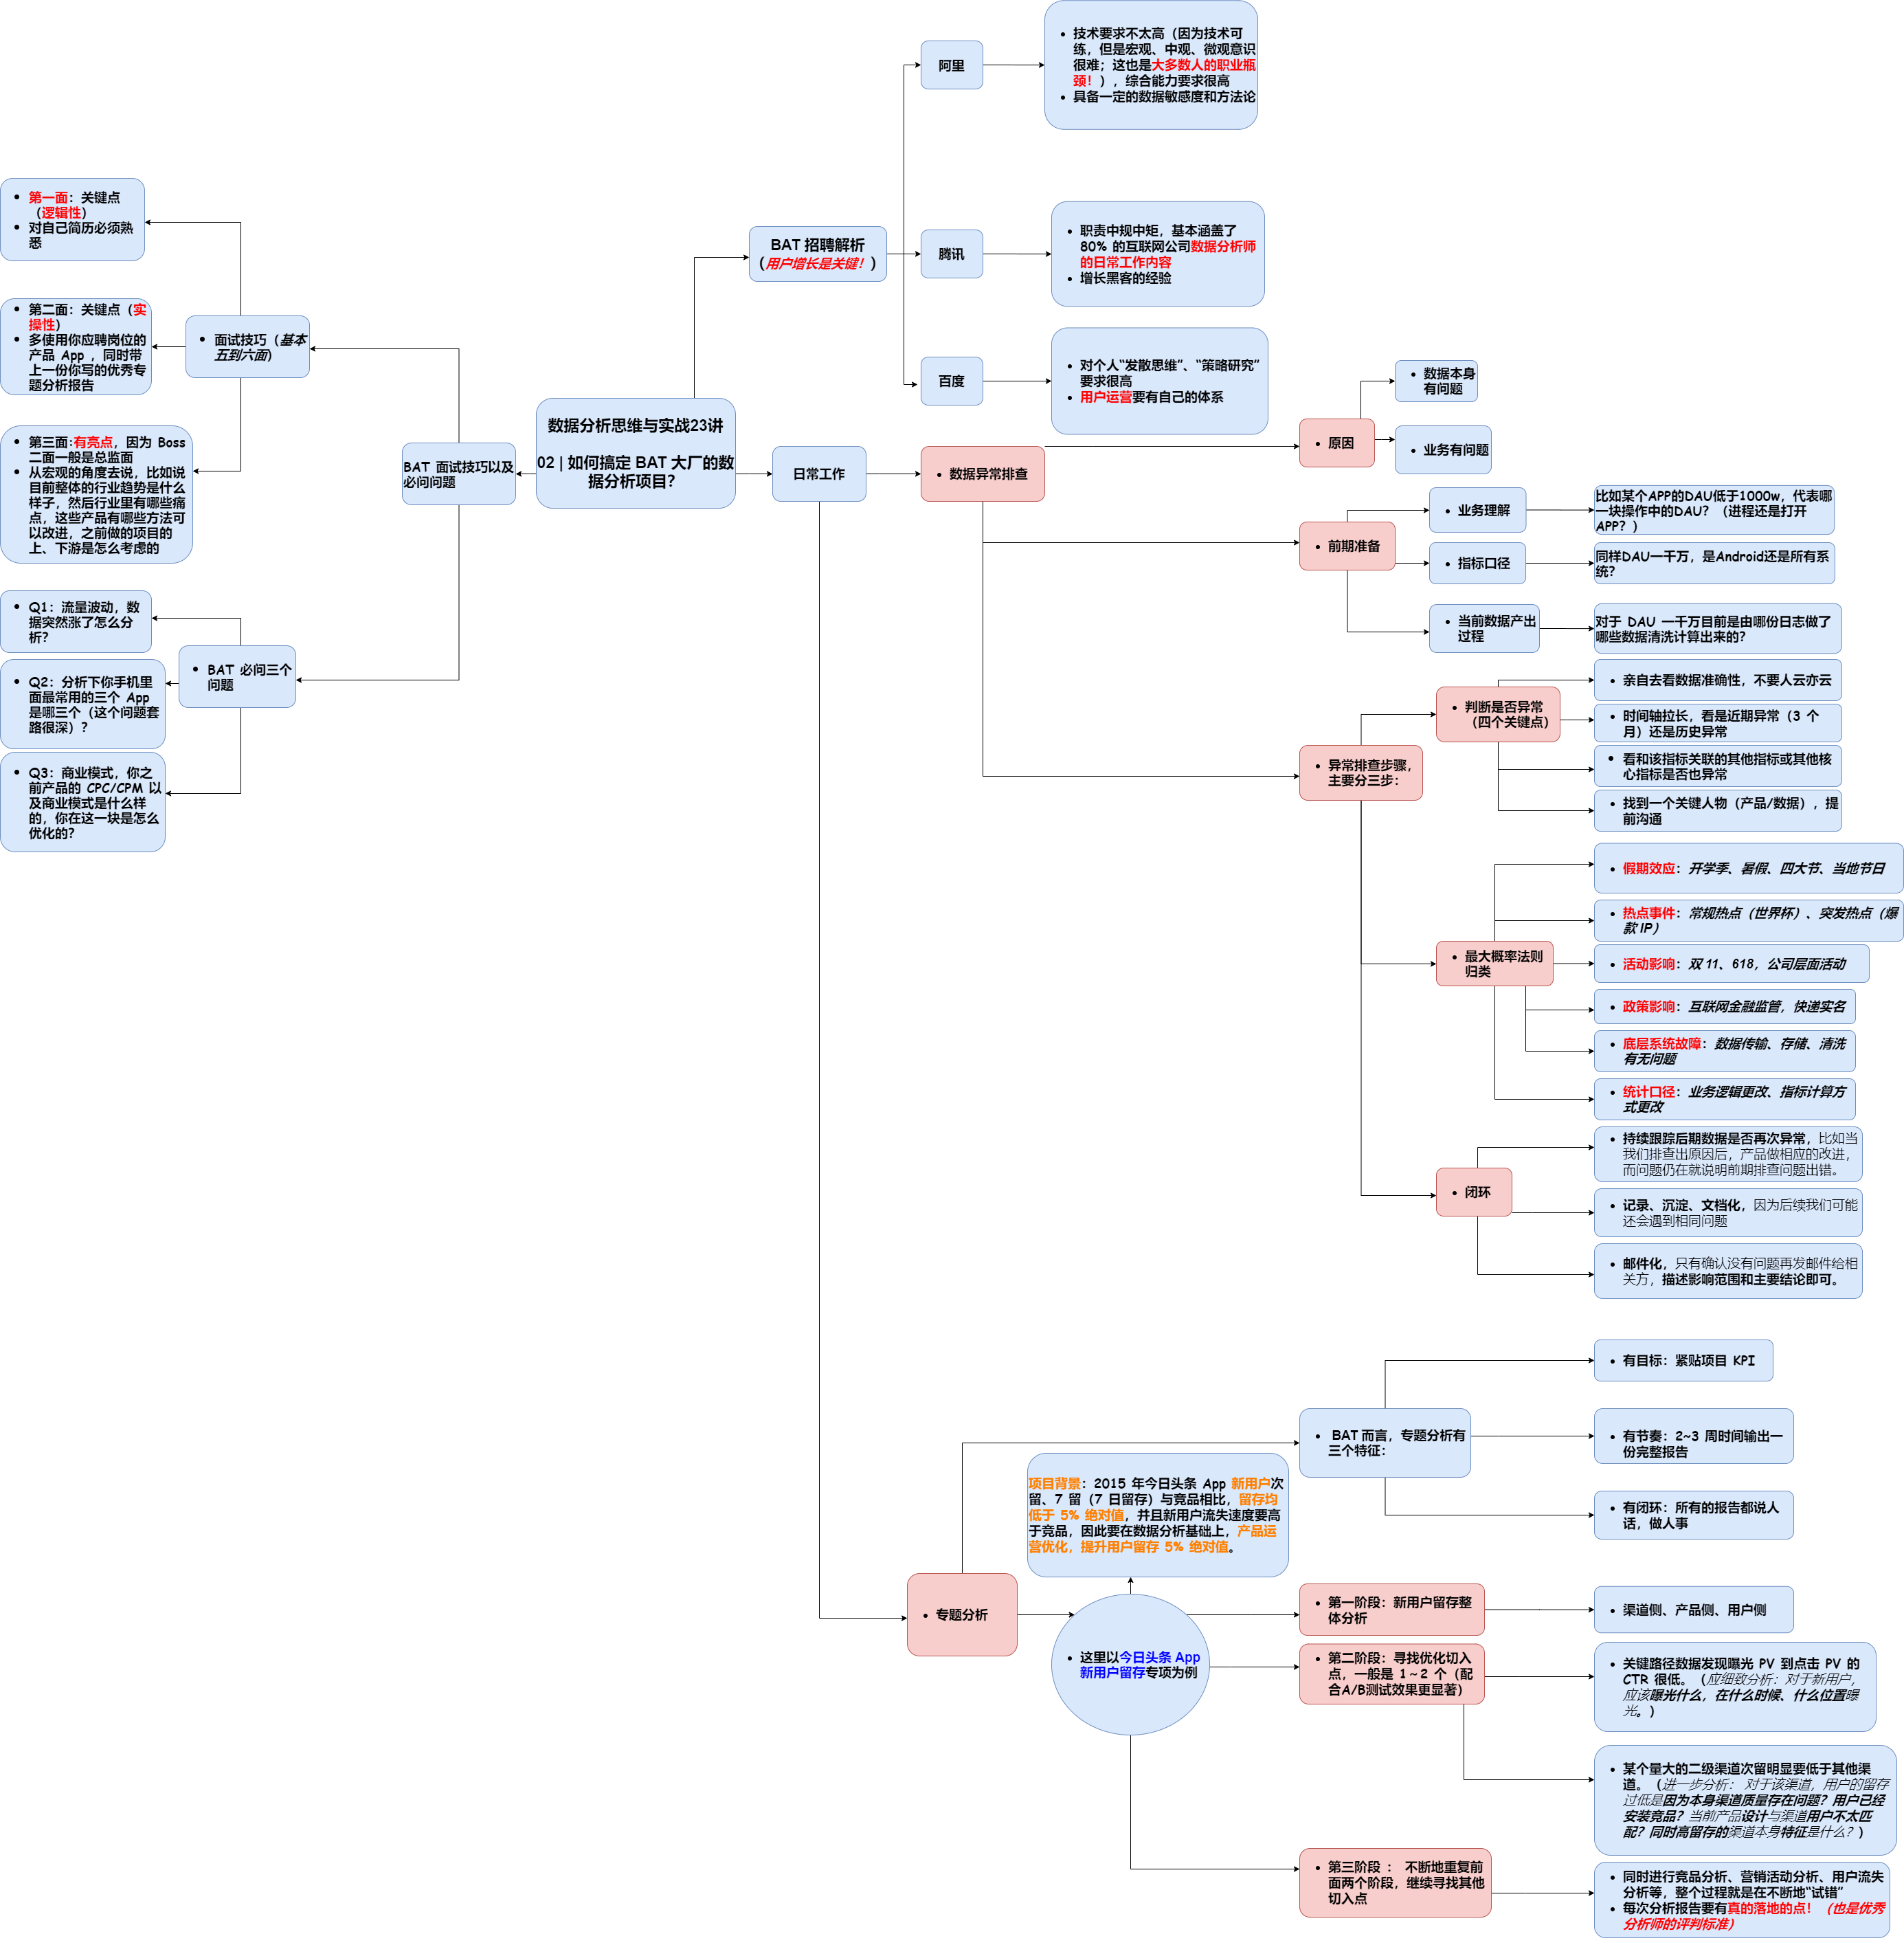 数据分析思维与实战23讲
02 | 如何搞定 BAT 大厂的数
据分析项目？
BAT 招聘解析
（用户增长是关键！）
阿里
技术要求不太高（因为技术可
练，但是宏观、中观、微观意识
很难；这也是大多数人的职业瓶
颈！），综合能力要求很高
具备一定的数据敏感度和方法论
腾讯
职责中规中矩，基本涵盖了
80% 的互联网公司数据分析师
的日常工作内容
增长黑客的经验
百度
对个人“发散思维”、“策略研究”
要求很高
用户运营要有自己的体系
BAT 面试技巧以及
必问问题
面试技巧（基本
五到六面）
第一面：关键点
（逻辑性）
对自己简历必须熟
悉
第二面：关键点（实
操性）
多使用你应聘岗位的
产品 App ，同时带
上一份你写的优秀专
题分析报告
第三面:有亮点，因为 Boss
二面一般是总监面
从宏观的角度去说，比如说
目前整体的行业趋势是什么
样子，然后行业里有哪些痛
点，这些产品有哪些方法可
以改进，之前做的项目的
上、下游是怎么考虑的
BAT 必问三个
问题
Q1：流量波动，数
据突然涨了怎么分
析？
Q2：分析下你手机里
面最常用的三个 App
是哪三个（这个问题套
路很深）？
Q3：商业模式，你之
前产品的 CPC/CPM 以
及商业模式是什么样
的，你在这一块是怎么
优化的？
日常工作
数据异常排查
原因
数据本身
有问题
业务有问题
前期准备
业务理解
比如某个APP的DAU低于1000w，代表哪
一块操作中的DAU？（进程还是打开
APP？）
指标口径
同样DAU一千万，是Android还是所有系
统？
当前数据产出
过程
对于 DAU 一千万目前是由哪份日志做了
哪些数据清洗计算出来的？
异常排查步骤，
主要分三步：
判断是否异常
（四个关键点）
亲自去看数据准确性，不要人云亦云
时间轴拉长，看是近期异常（3 个
月）还是历史异常
看和该指标关联的其他指标或其他核
心指标是否也异常
找到一个关键人物（产品/数据），提
前沟通
最大概率法则
归类
假期效应：开学季、暑假、四大节、当地节日
热点事件：常规热点（世界杯）、突发热点（爆
款 IP）
活动影响：双 11、618，公司层面活动
政策影响：互联网金融监管，快递实名
底层系统故障：数据传输、存储、清洗
有无问题
统计口径：业务逻辑更改、指标计算方
式更改
闭环
持续跟踪后期数据是否再次异常，比如当
我们排查出原因后，产品做相应的改进，
而问题仍在就说明前期排查问题出错。
记录、沉淀、文档化，因为后续我们可能
还会遇到相同问题
邮件化，只有确认没有问题再发邮件给相
关方，描述影响范围和主要结论即可。
专题分析
BAT 而言，专题分析有
三个特征：
有目标：紧贴项目 KPI
有节奏：2~3 周时间输出一
份完整报告
有闭环：所有的报告都说人
话，做人事
项目背景：2015 年今日头条 App 新用户次
留、7 留（7 日留存）与竞品相比，留存均
低于 5% 绝对值，并且新用户流失速度要高
于竞品，因此要在数据分析基础上，产品运
营优化，提升用户留存 5% 绝对值。
这里以今日头条 App
新用户留存专项为例
第一阶段：新用户留存整
体分析
渠道侧、产品侧、用户侧
第二阶段：寻找优化切入
点，一般是 1～2 个（配
合A/B测试效果更显著）
关键路径数据发现曝光 PV 到点击 PV 的
CTR 很低。（应细致分析：对于新用户，
应该曝光什么，在什么时候、什么位置曝
光。）
某个量大的二级渠道次留明显要低于其他渠
道。（进一步分析： 对于该渠道，用户的留存
过低是因为本身渠道质量存在问题？用户已经
安装竞品？当前产品设计与渠道用户不太匹
配？同时高留存的渠道本身特征是什么？）
第三阶段 ： 不断地重复前
面两个阶段，继续寻找其他
切入点
同时进行竞品分析、营销活动分析、用户流失
分析等，整个过程就是在不断地“试错”
每次分析报告要有真的落地的点！（也是优秀
分析师的评判标准）